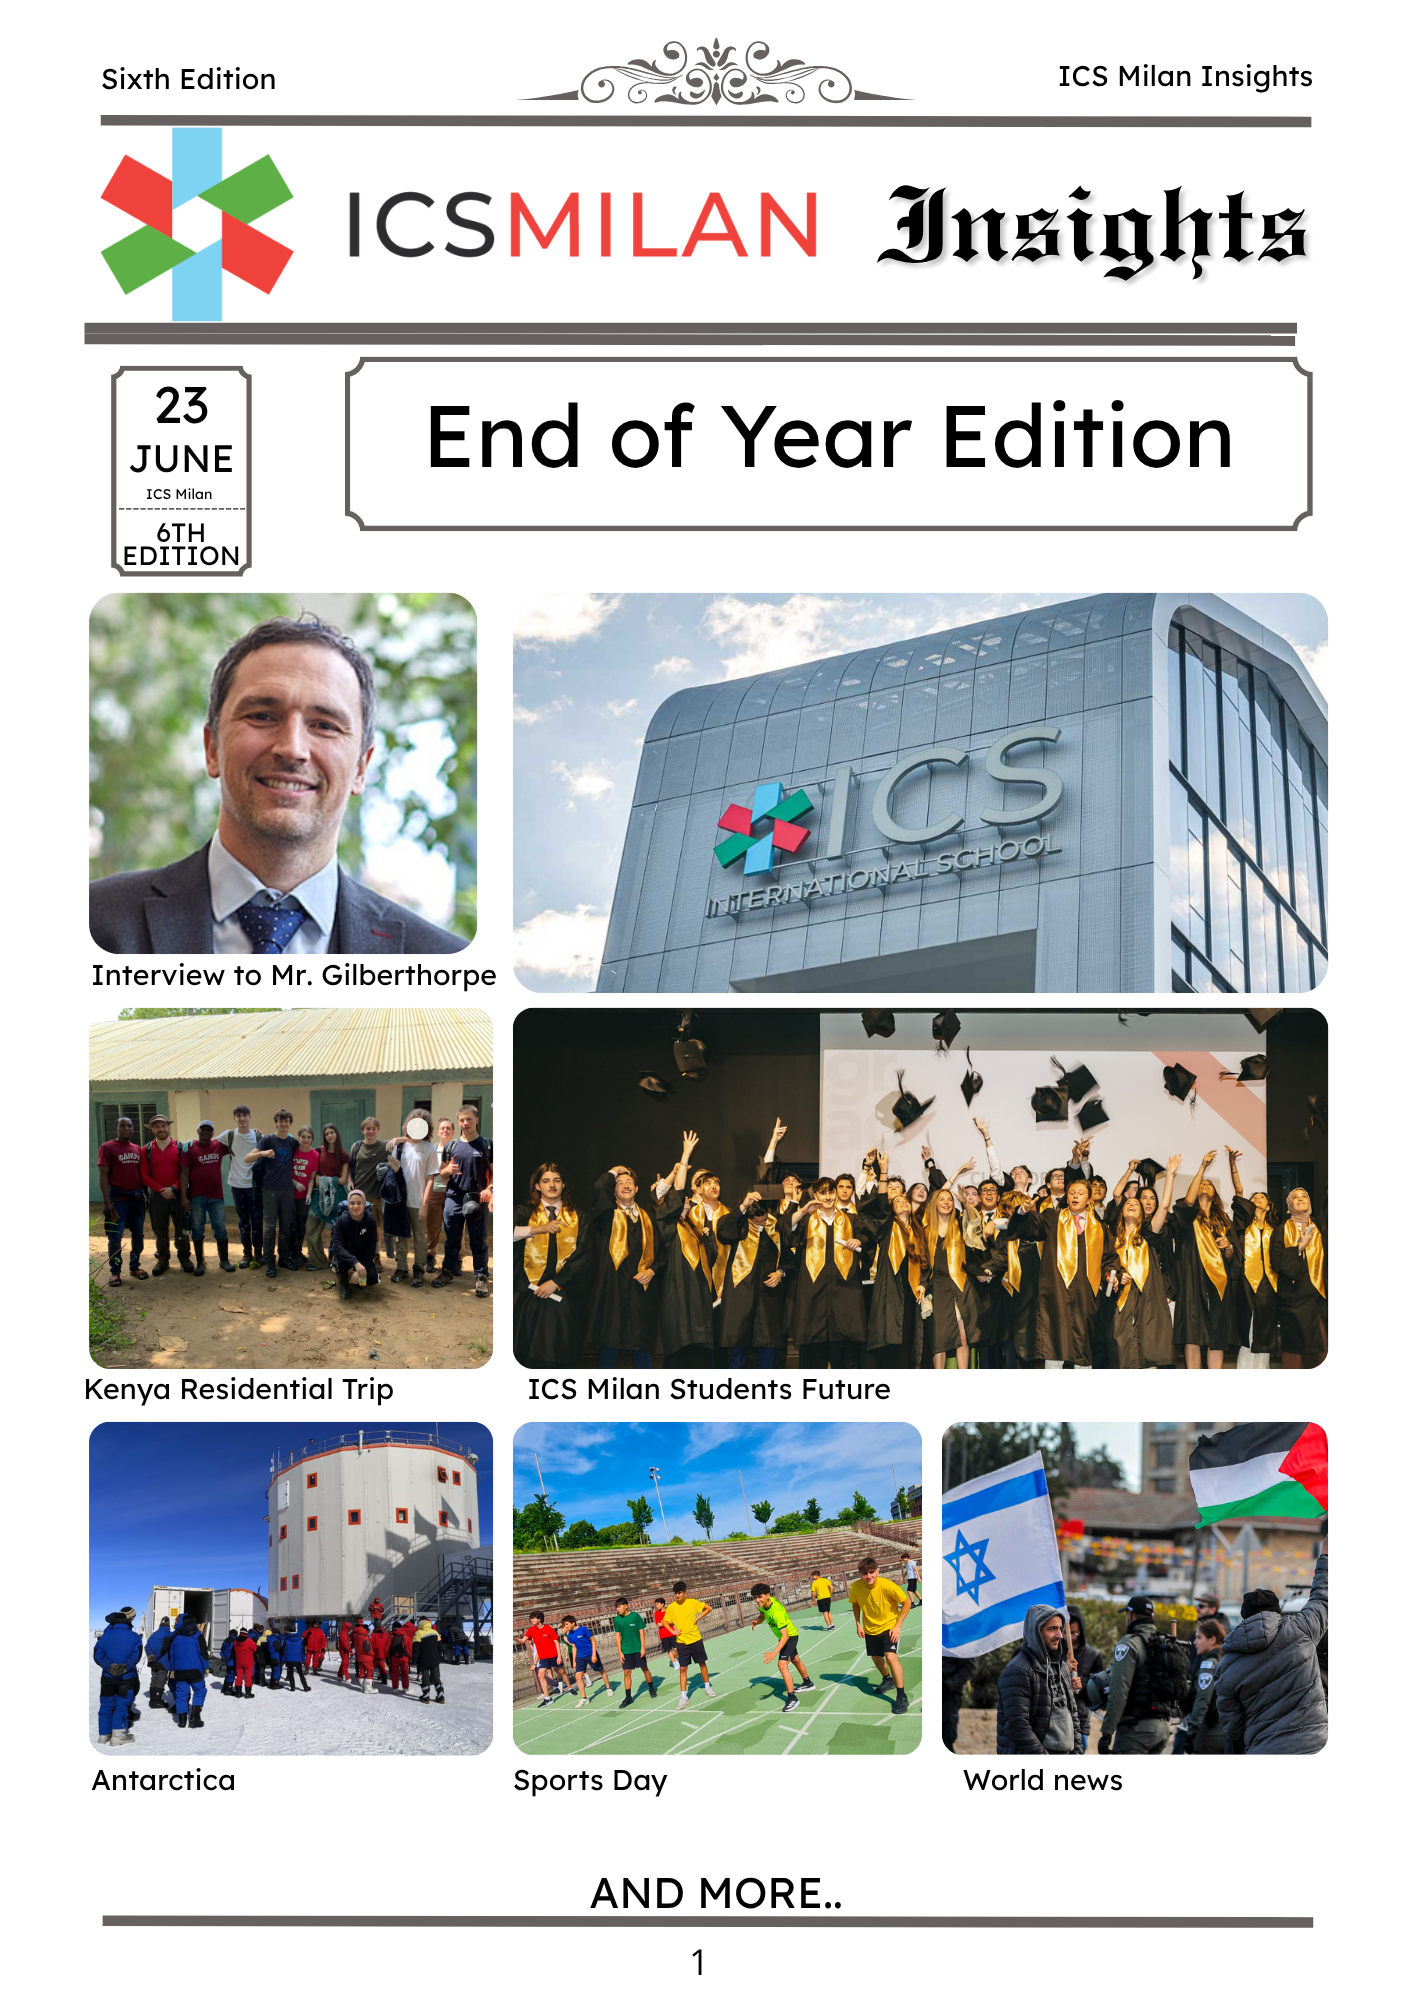 Sixth Edition
ICS Milan Insights
ICSMILAN Insights
23
JUNE
ICS Milan
6TH
EDITION
End of Year Edition
ICS
INTERNATIONAL SCHOOL
Interview to Mr. Gilberthorpe
Kenya Residential Trip
ICS Milan Students Future
Antarctica
Sports Day
World news
AND MORE..
1